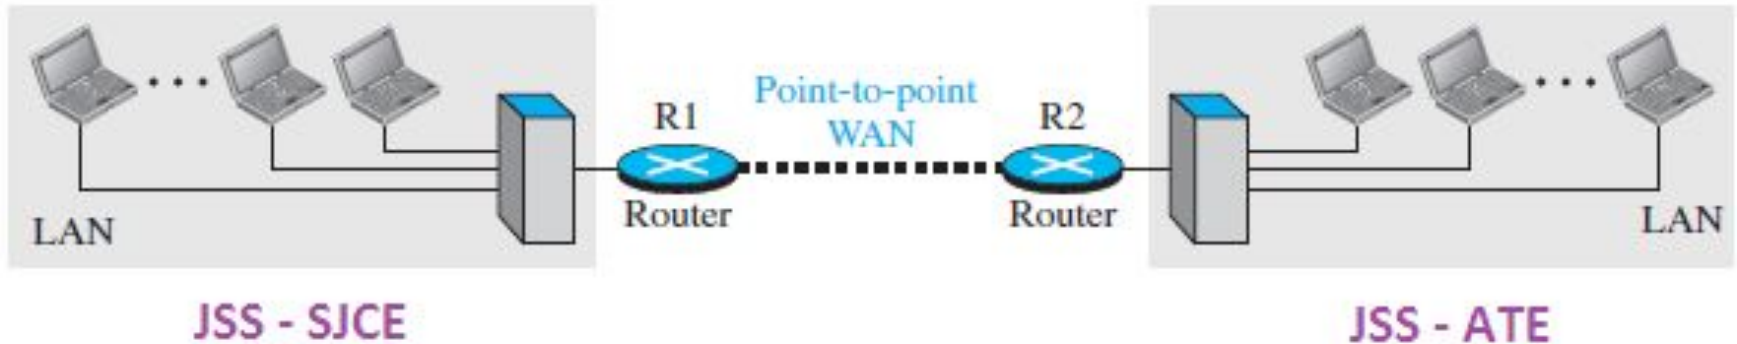 R1
Point-to-point
WAN
R2
Router
Router
LAN
LAN
JSS - SJCE
JSS - ATE